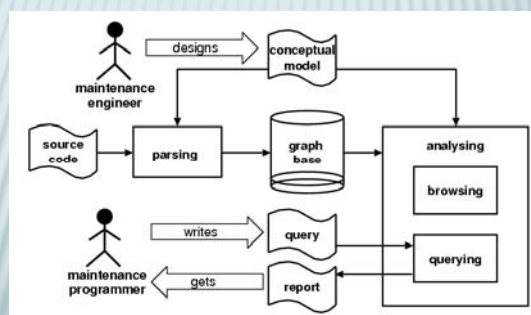 designs
conceptual
model
maintenance
engineer
source
code
parsing
graph
base
analysing
browsing
writes
query
querying
maintenance
programmer
gets
report